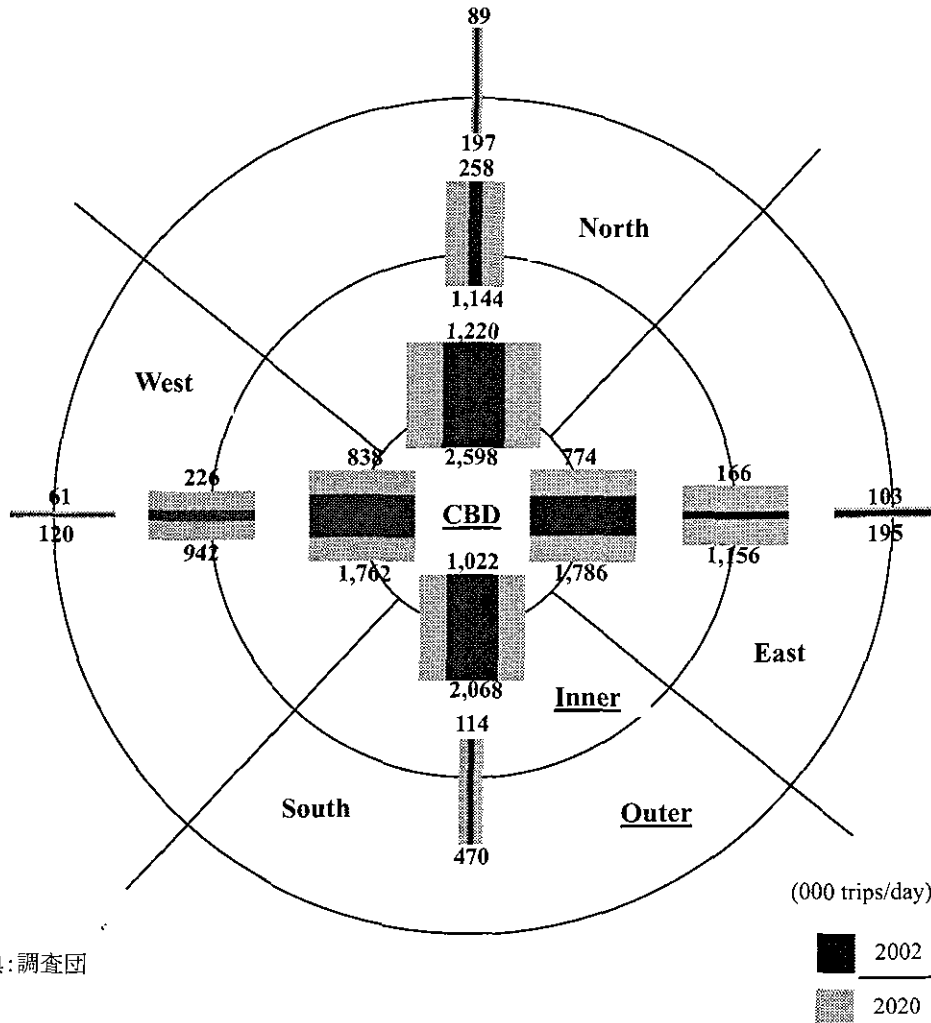 89
197
258
North
1,144
1,220
West
2,598
838
774
226
166
61
103
CBD
120
195
942
1,156
1,762
1,022
1,786
East
2,068
Inner
114
South
Outer
470
(000 trips/day)
:調査団
2002
2020